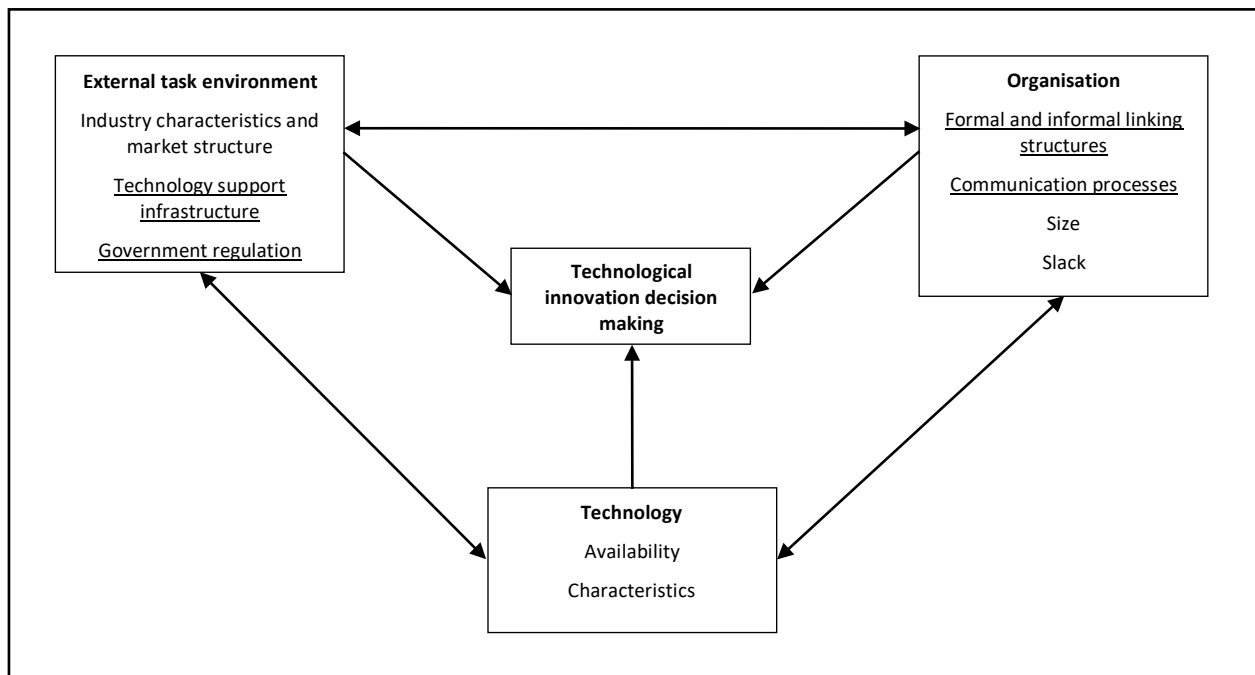 External task environment
Industry characteristics and
market structure
Technology support
infrastructure
Government regulation
Organisation
Formal and informal linking
structures
Communication processes
Size
Slack
Technological
innovation decision
making
Technology
Availability
Characteristics